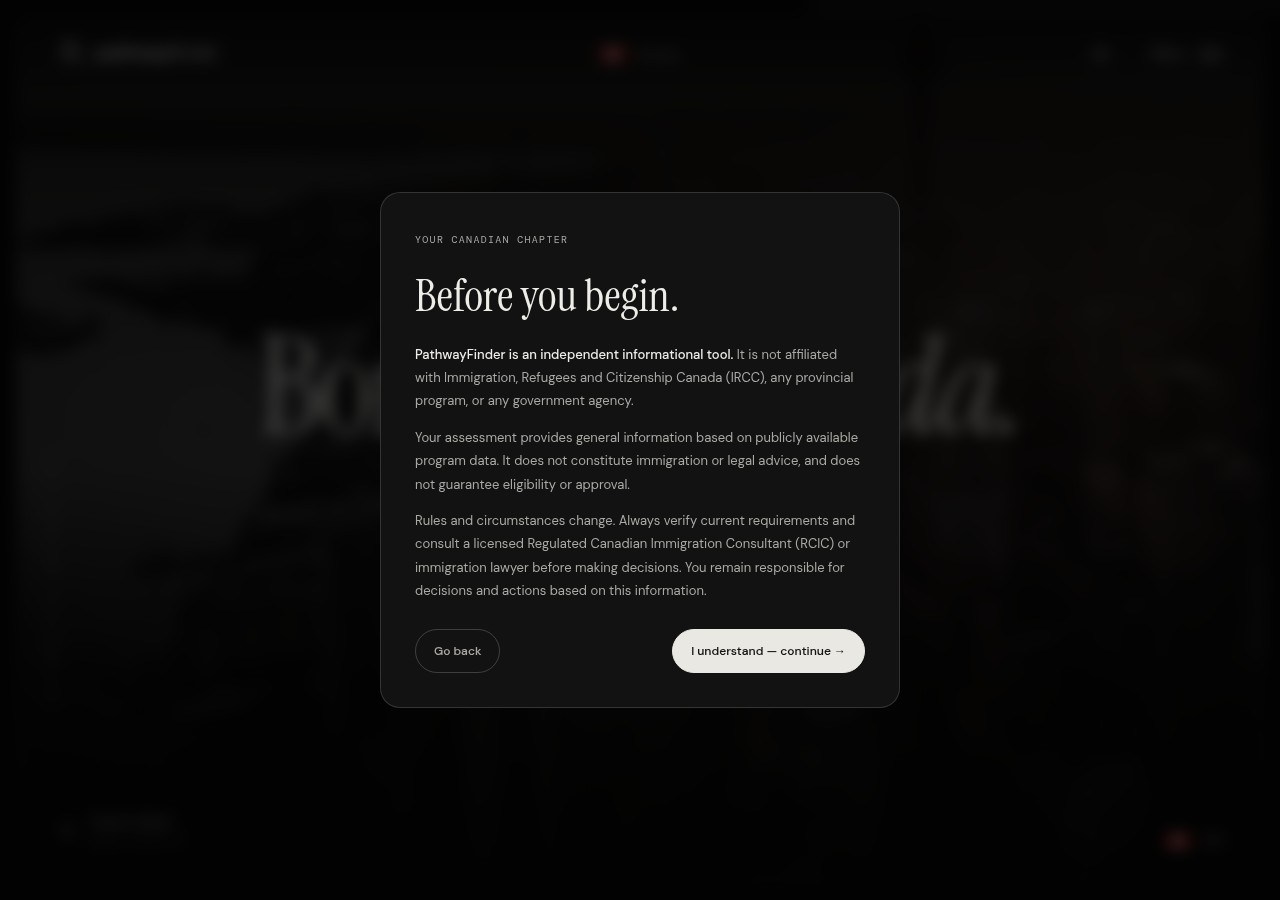 YOUR CANADIAN CHAPTER
Before you begin.
PathwayFinder is an independent informational tool. It is not affiliated
with Immigration, Refugees and Citizenship Canada (IRCC), any provincial
program, or any government agency.
Your assessment provides general information based on publicly available
program data. It does not constitute immigration or legal advice, and does
not guarantee eligibility or approval.
Rules and circumstances change. Always verify current requirements and
consult a licensed Regulated Canadian Immigration Consultant (RCIC) or
immigration lawyer before making decisions. You remain responsible for
decisions and actions based on this information.
Go back
I understand — continue →